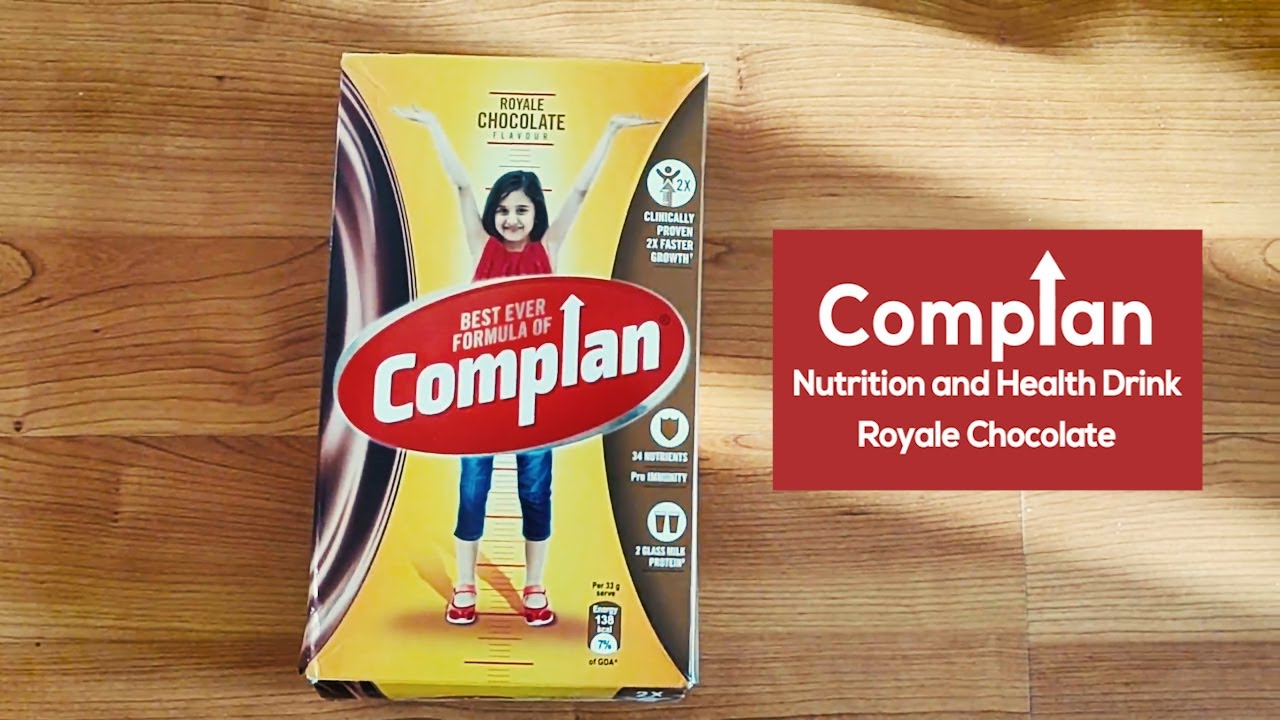 ROYALE
CHOCOLATE
FLAVOUR
2X
CLINICALLY
PROVEN
2X FASTER
GROWTH†
BEST EVER
FORMULA OF
Complan®
34 NUTRIENTS
Pro IMMUNITY
2 GLASS MILK
PROTEIN†
Per 33 g
serve
Energy
138
kcal
7%
of GDA^
2X
Complan
Nutrition and Health Drink
Royale Chocolate